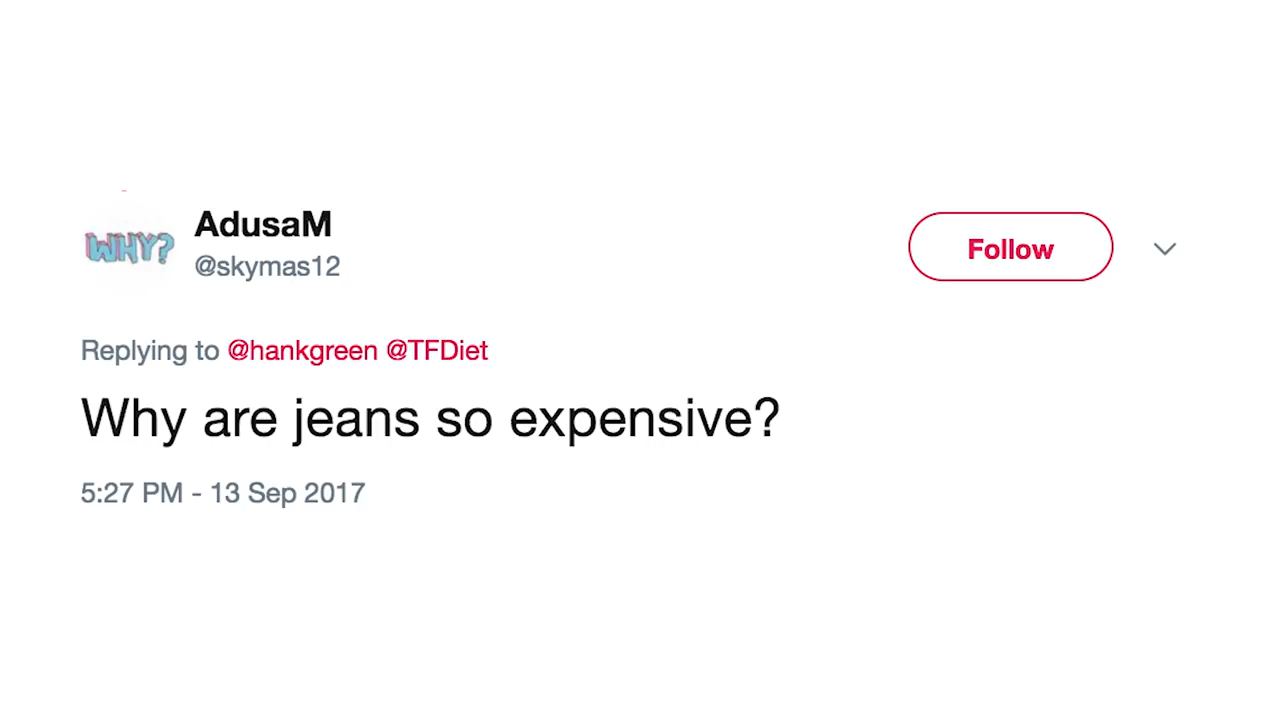 WHY?
AdusaM
@skymas12
Follow
Replying to @hankgreen @TFDiet
Why are jeans so expensive?
5:27 PM - 13 Sep 2017